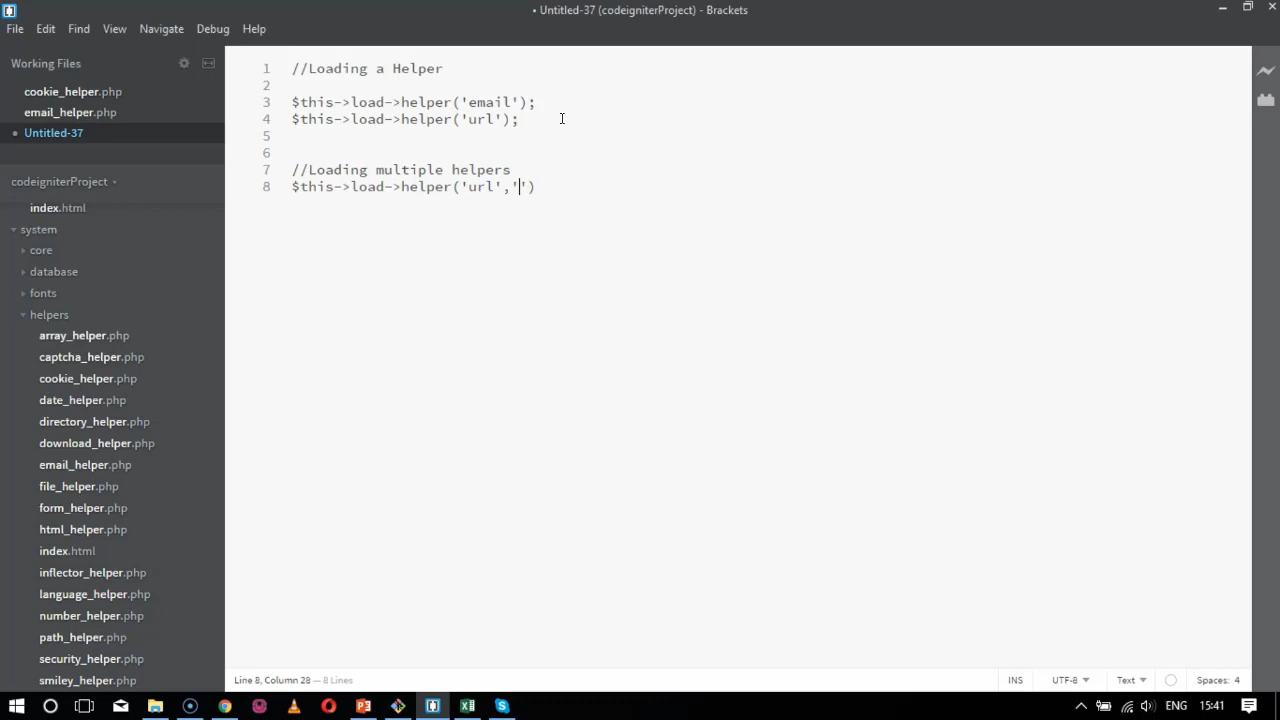 • Untitled-37 (codeigniterProject) - Brackets
File Edit Find View Navigate Debug Help
Working Files
cookie_helper.php
email_helper.php
Untitled-37
codeigniterProject
index.html
system
core
database
fonts
helpers
array_helper.php
captcha_helper.php
cookie_helper.php
date_helper.php
directory_helper.php
download_helper.php
email_helper.php
file_helper.php
form_helper.php
html_helper.php
index.html
inflector_helper.php
language_helper.php
number_helper.php
path_helper.php
security_helper.php
smiley_helper.php
1 //Loading a Helper
2
3 $this->load->helper('email');
4 $this->load->helper('url');
5
6
7 //Loading multiple helpers
8 $this->load->helper('url','')
Line 8, Column 28 — 8 Lines
INS UTF-8 Text Spaces: 4
ENG 15:41